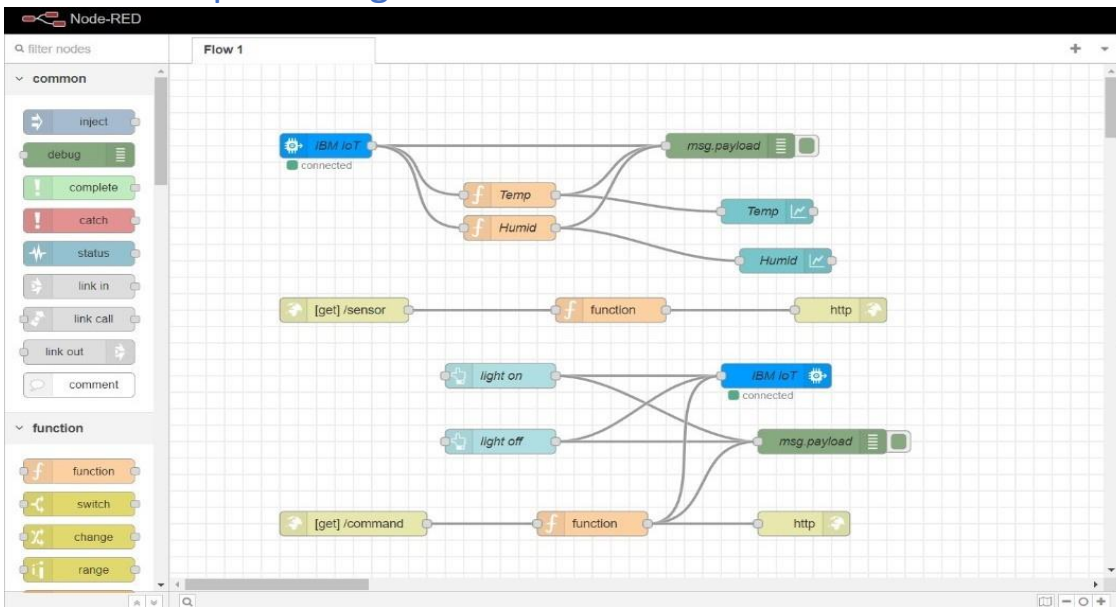 Node-RED
filter nodes
Flow 1
common
inject
debug
complete
catch
status
link in
link call
link out
comment
function
function
switch
change
range
IBM IoT
connected
msg.payload
Temp
Humid
Temp
Humid
[get] /sensor
function
http
light on
IBM IoT
connected
light off
msg.payload
[get] /command
function
http